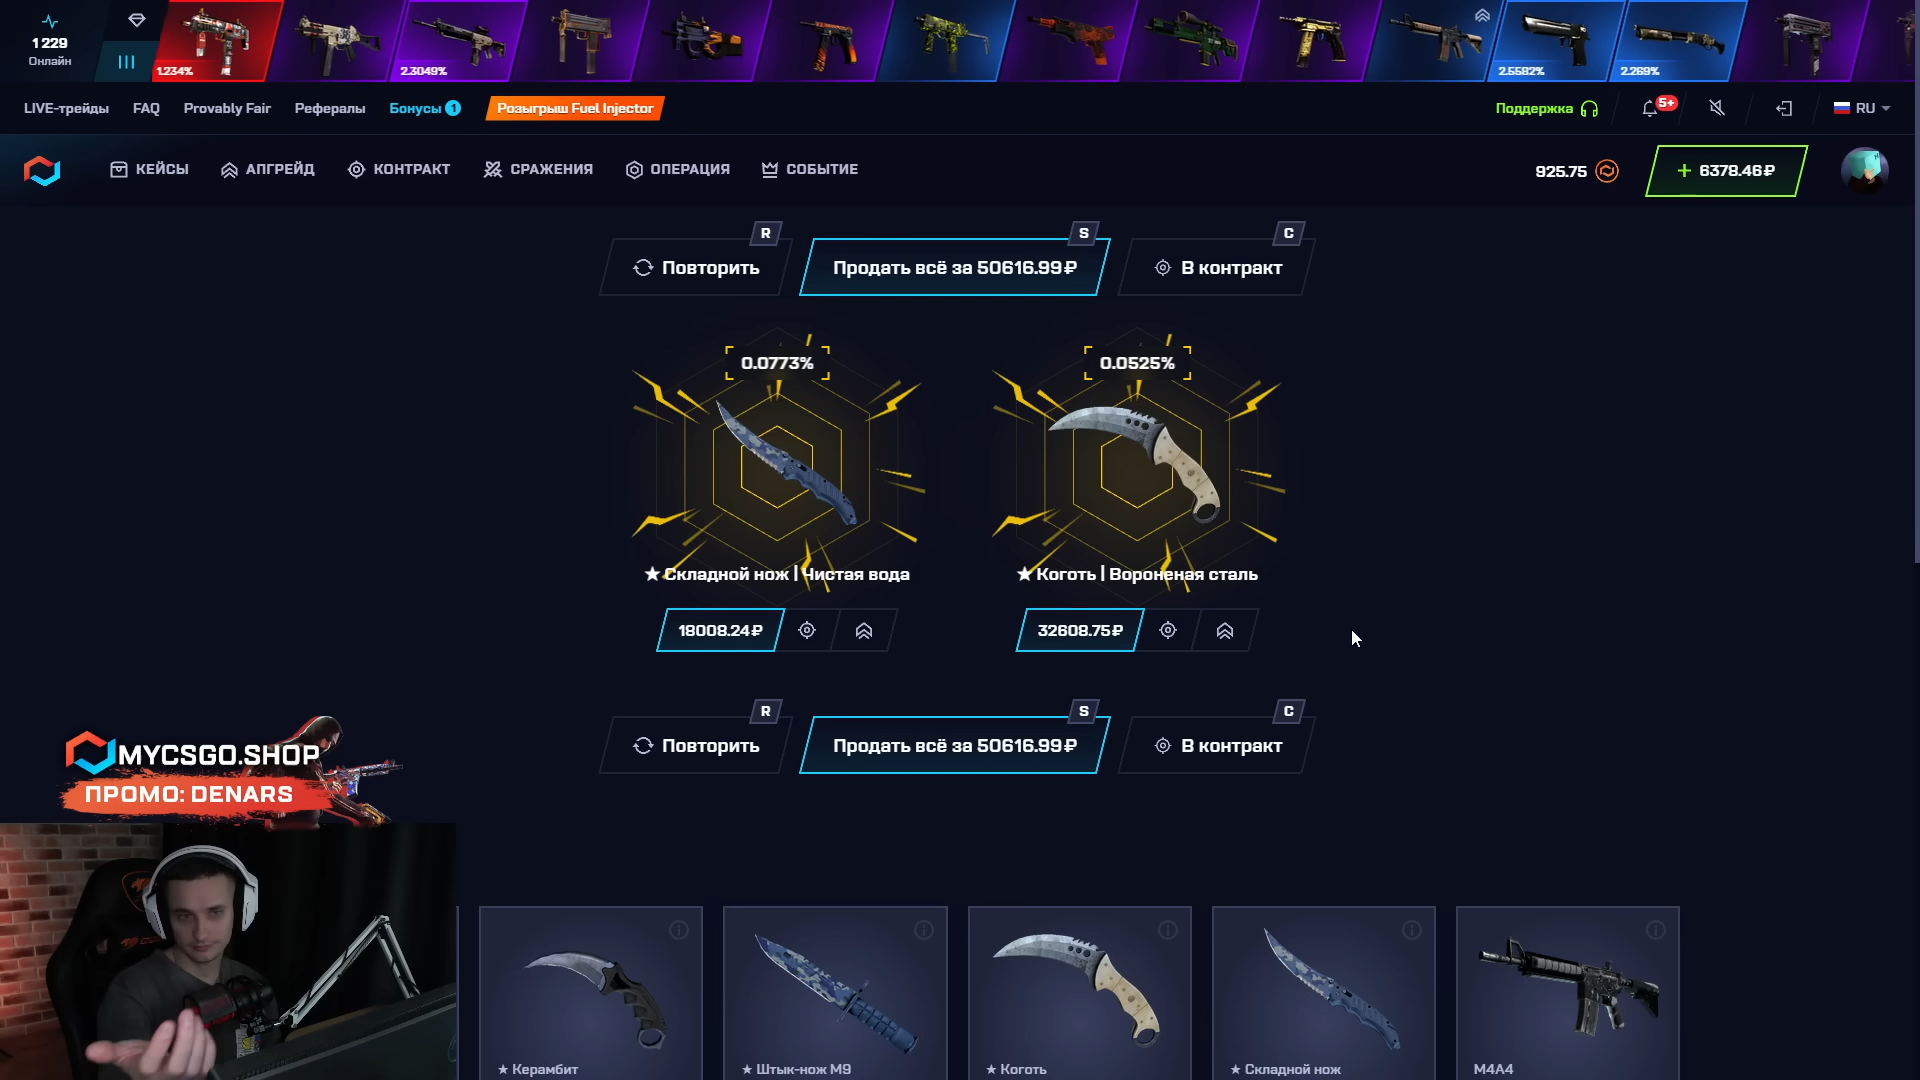 1 229
Онлайн
1.234%
2.3049%
2.5582%
2.269%
LIVE-трейды
FAQ
Provably Fair
Рефералы
Бонусы 1
Розыгрыш Fuel Injector
Поддержка
5+
RU
КЕЙСЫ
АПГРЕЙД
КОНТРАКТ
СРАЖЕНИЯ
ОПЕРАЦИЯ
СОБЫТИЕ
925.75
+ 6378.46₽
R
S
C
Повторить
Продать всё за 50616.99₽
В контракт
0.0773%
0.0525%
★ Складной нож | Чистая вода
★ Коготь | Вороненая сталь
18008.24₽
32608.75₽
R
S
C
Повторить
Продать всё за 50616.99₽
В контракт
MYCSGO.SHOP
ПРОМО: DENARS
★ Керамбит
★ Штык-нож M9
★ Коготь
★ Складной нож
M4A4